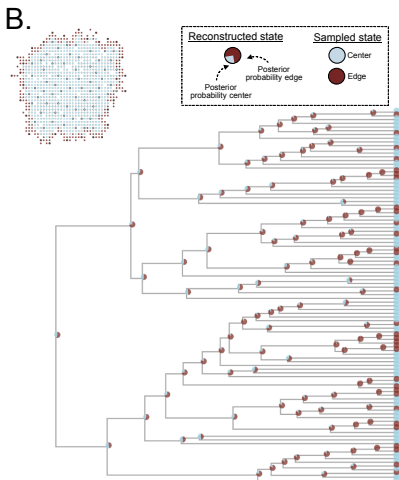 B.
Reconstructed state
Sampled state
Posterior
probability edge
Posterior
probability center
Center
Edge